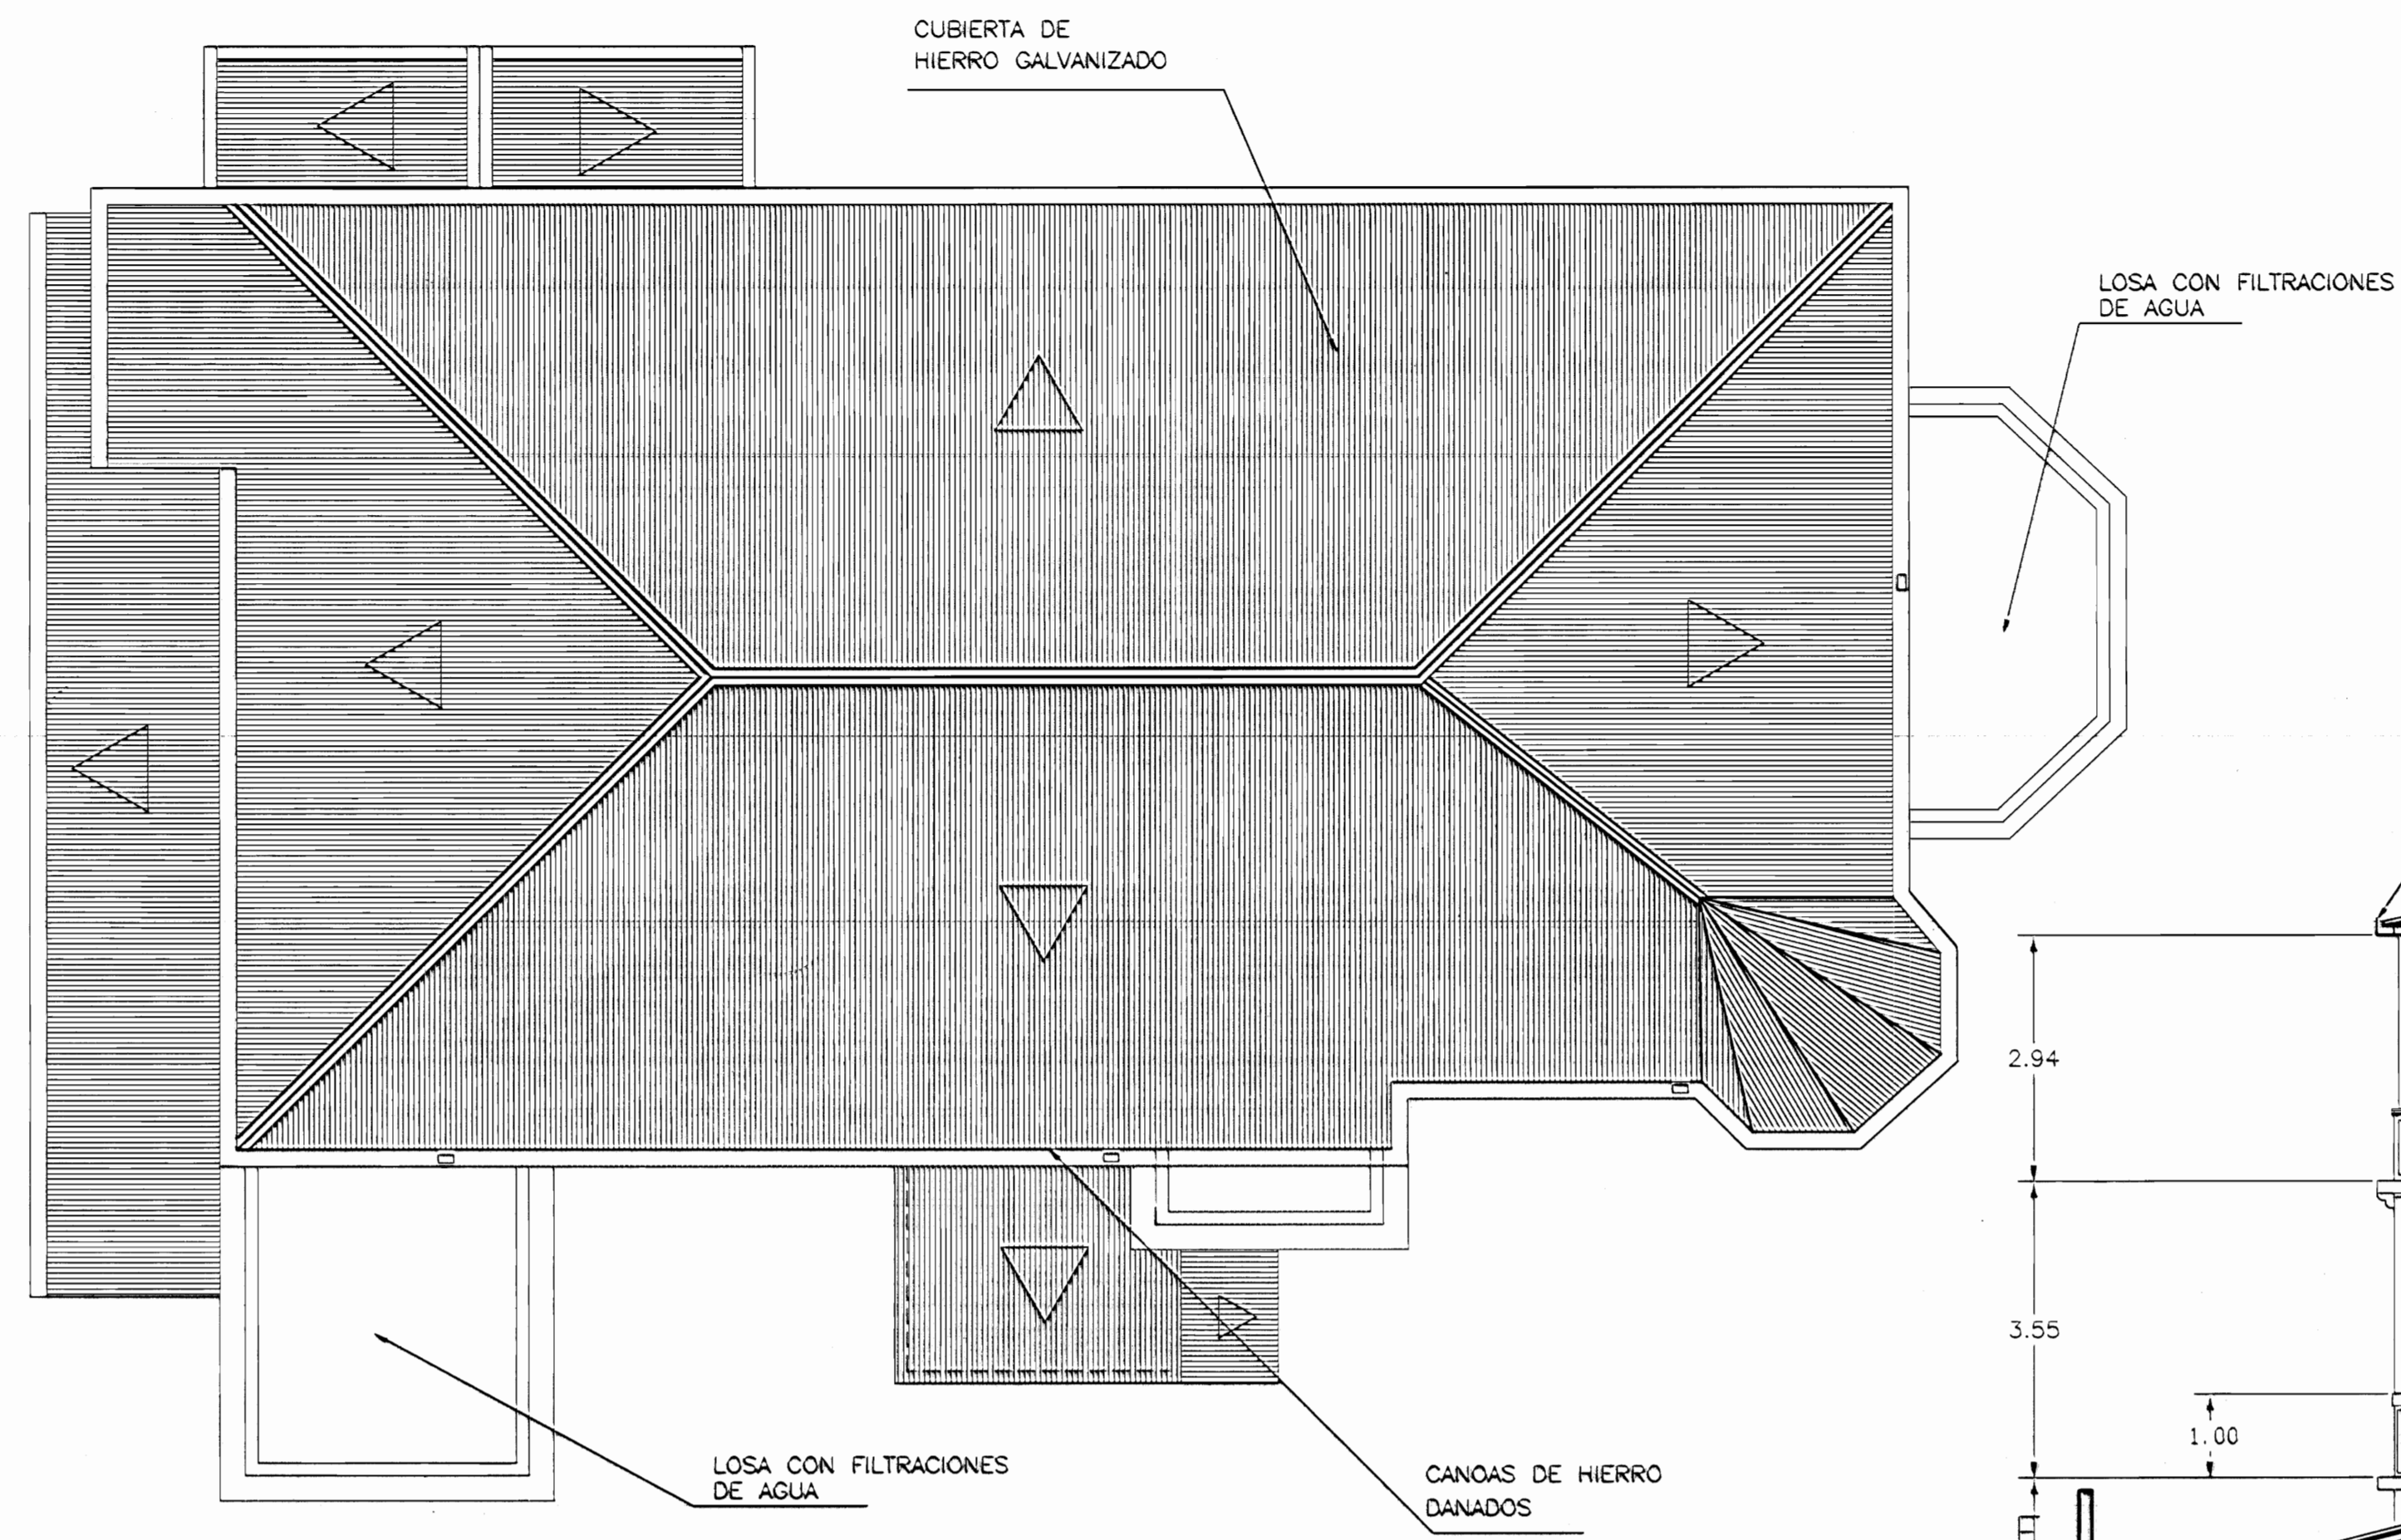 CUBIERTA DE
HIERRO GALVANIZADO
LOSA CON FILTRACIONES
DE AGUA
2.94
3.55
1.00
LOSA CON FILTRACIONES
DE AGUA
CANOAS DE HIERRO
DANADOS